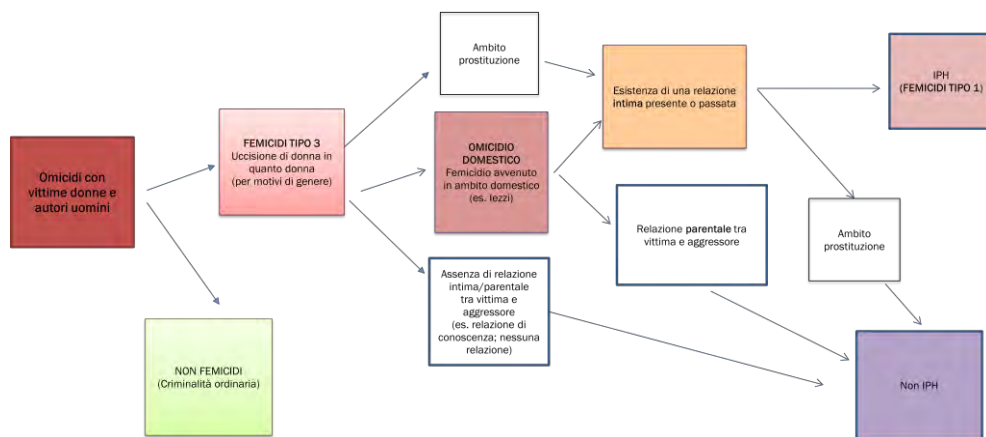 Omicidi con
vittime donne e
autori uomini
FEMICIDI TIPO 3
Uccisione di donna in
quanto donna
(per motivi di genere)
NON FEMICIDI
(Criminalità ordinaria)
Ambito
prostituzione
OMICIDIO
DOMESTICO
Femicidio avvenuto
in ambito domestico
(es. Iezzi)
Assenza di relazione
intima/parentale
tra vittima e
aggressore
(es. relazione di
conoscenza; nessuna
relazione)
Esistenza di una relazione
intima presente o passata
Relazione parentale tra
vittima e aggressore
IPH
(FEMICIDI TIPO 1)
Ambito
prostituzione
Non IPH